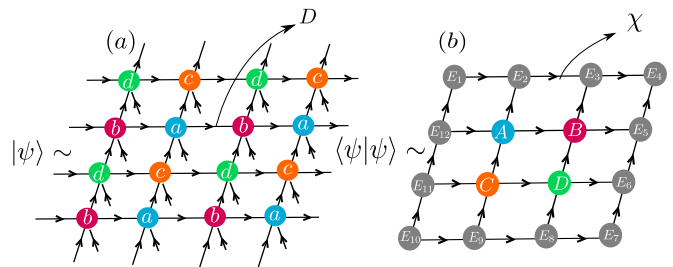 (a) D (b) χ
d c d c E₁ E₂ E₃ E₄
|ψ⟩ ~ b a b a ⟨ψ|ψ⟩ ~ E₁₂ A B E₅
d c d c E₁₁ C D E₆
b a b a E₁₀ E₉ E₈ E₇